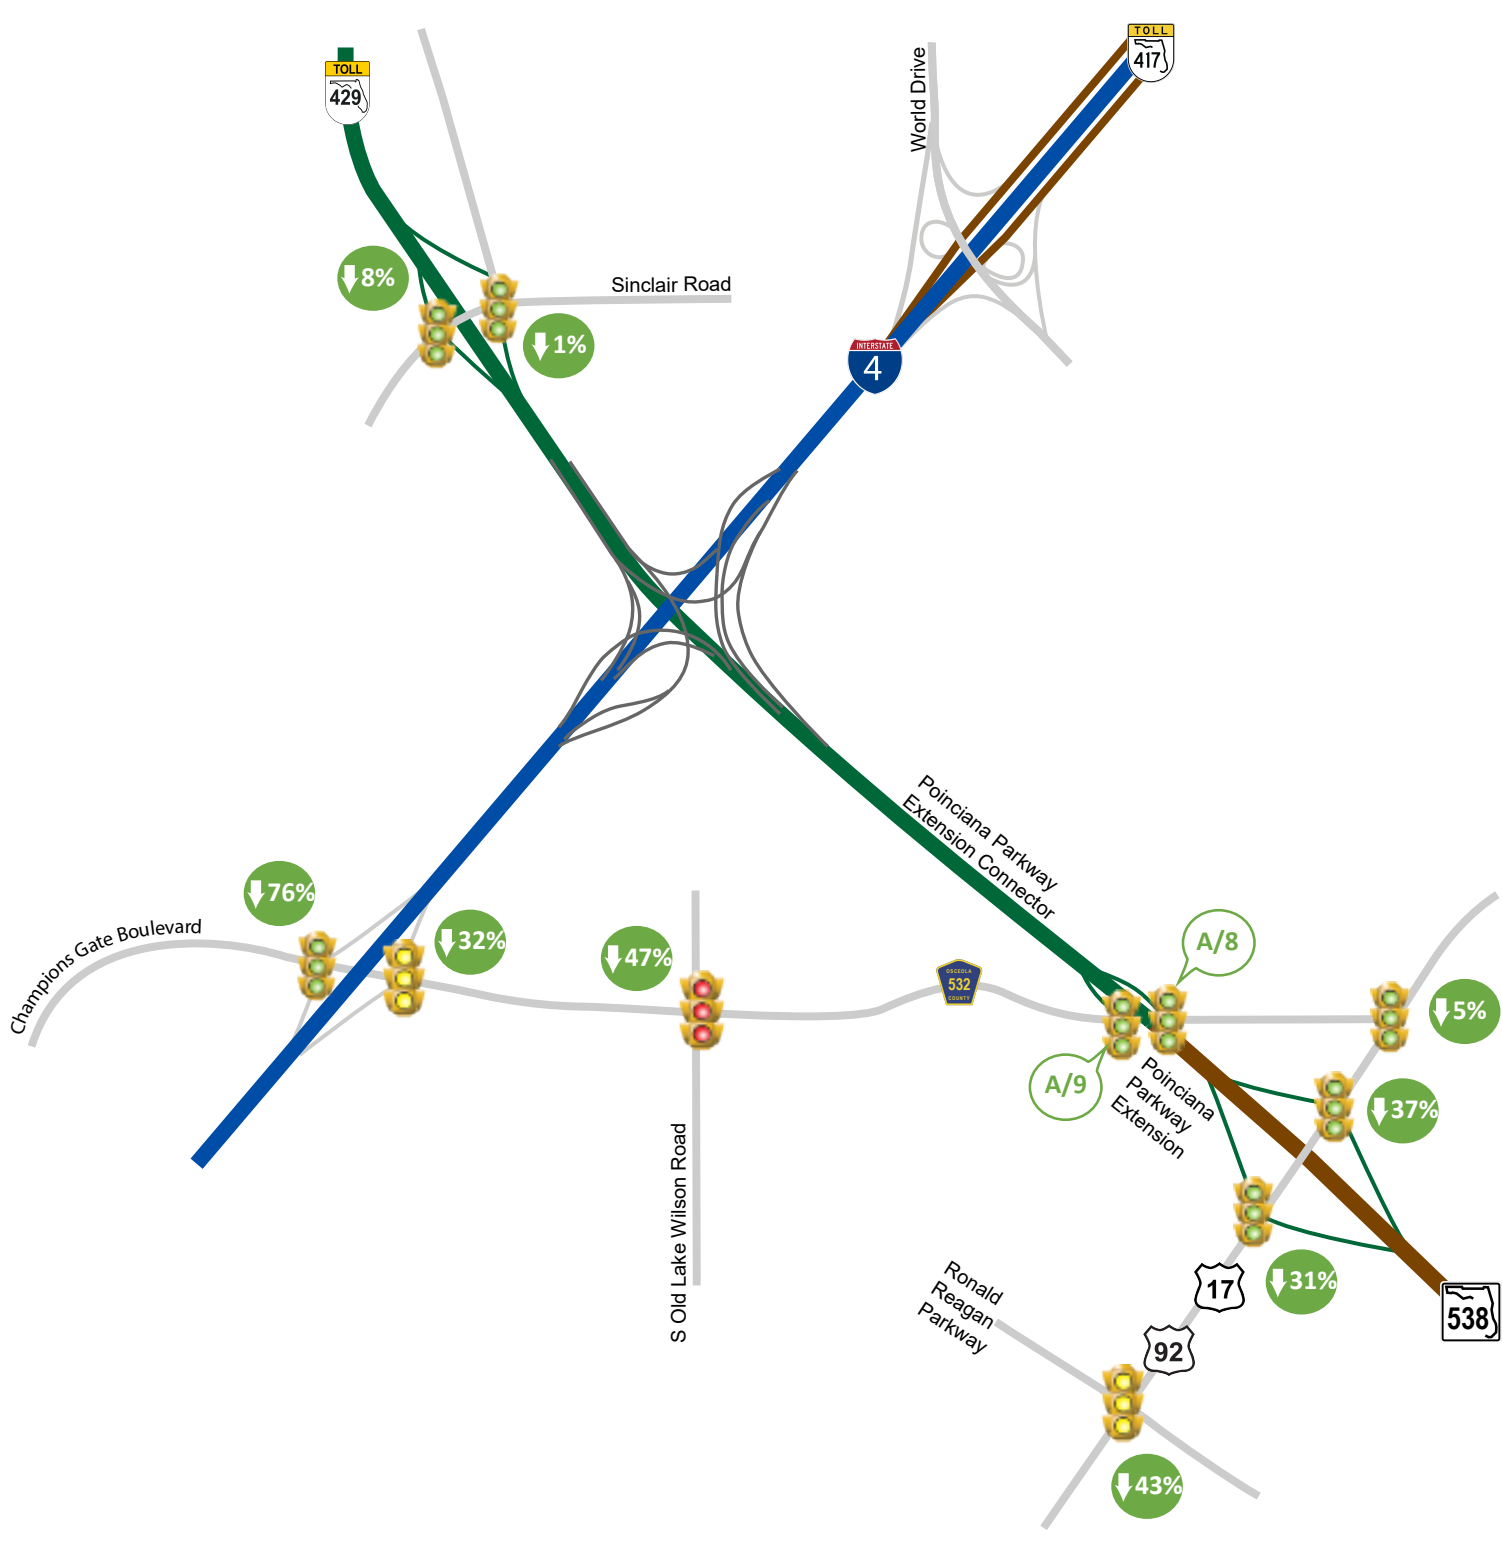 TOLL
417
TOLL
429
World Drive
8%
Sinclair Road
1%
INTERSTATE
4
Poinciana Parkway
Extension Connector
76%
Champions Gate Boulevard
32%
47%
A/8
OSCEOLA
532
COUNTY
5%
A/9
Poinciana
Parkway
Extension
37%
S Old Lake Wilson Road
31%
17
538
Ronald
Reagan
Parkway
92
43%